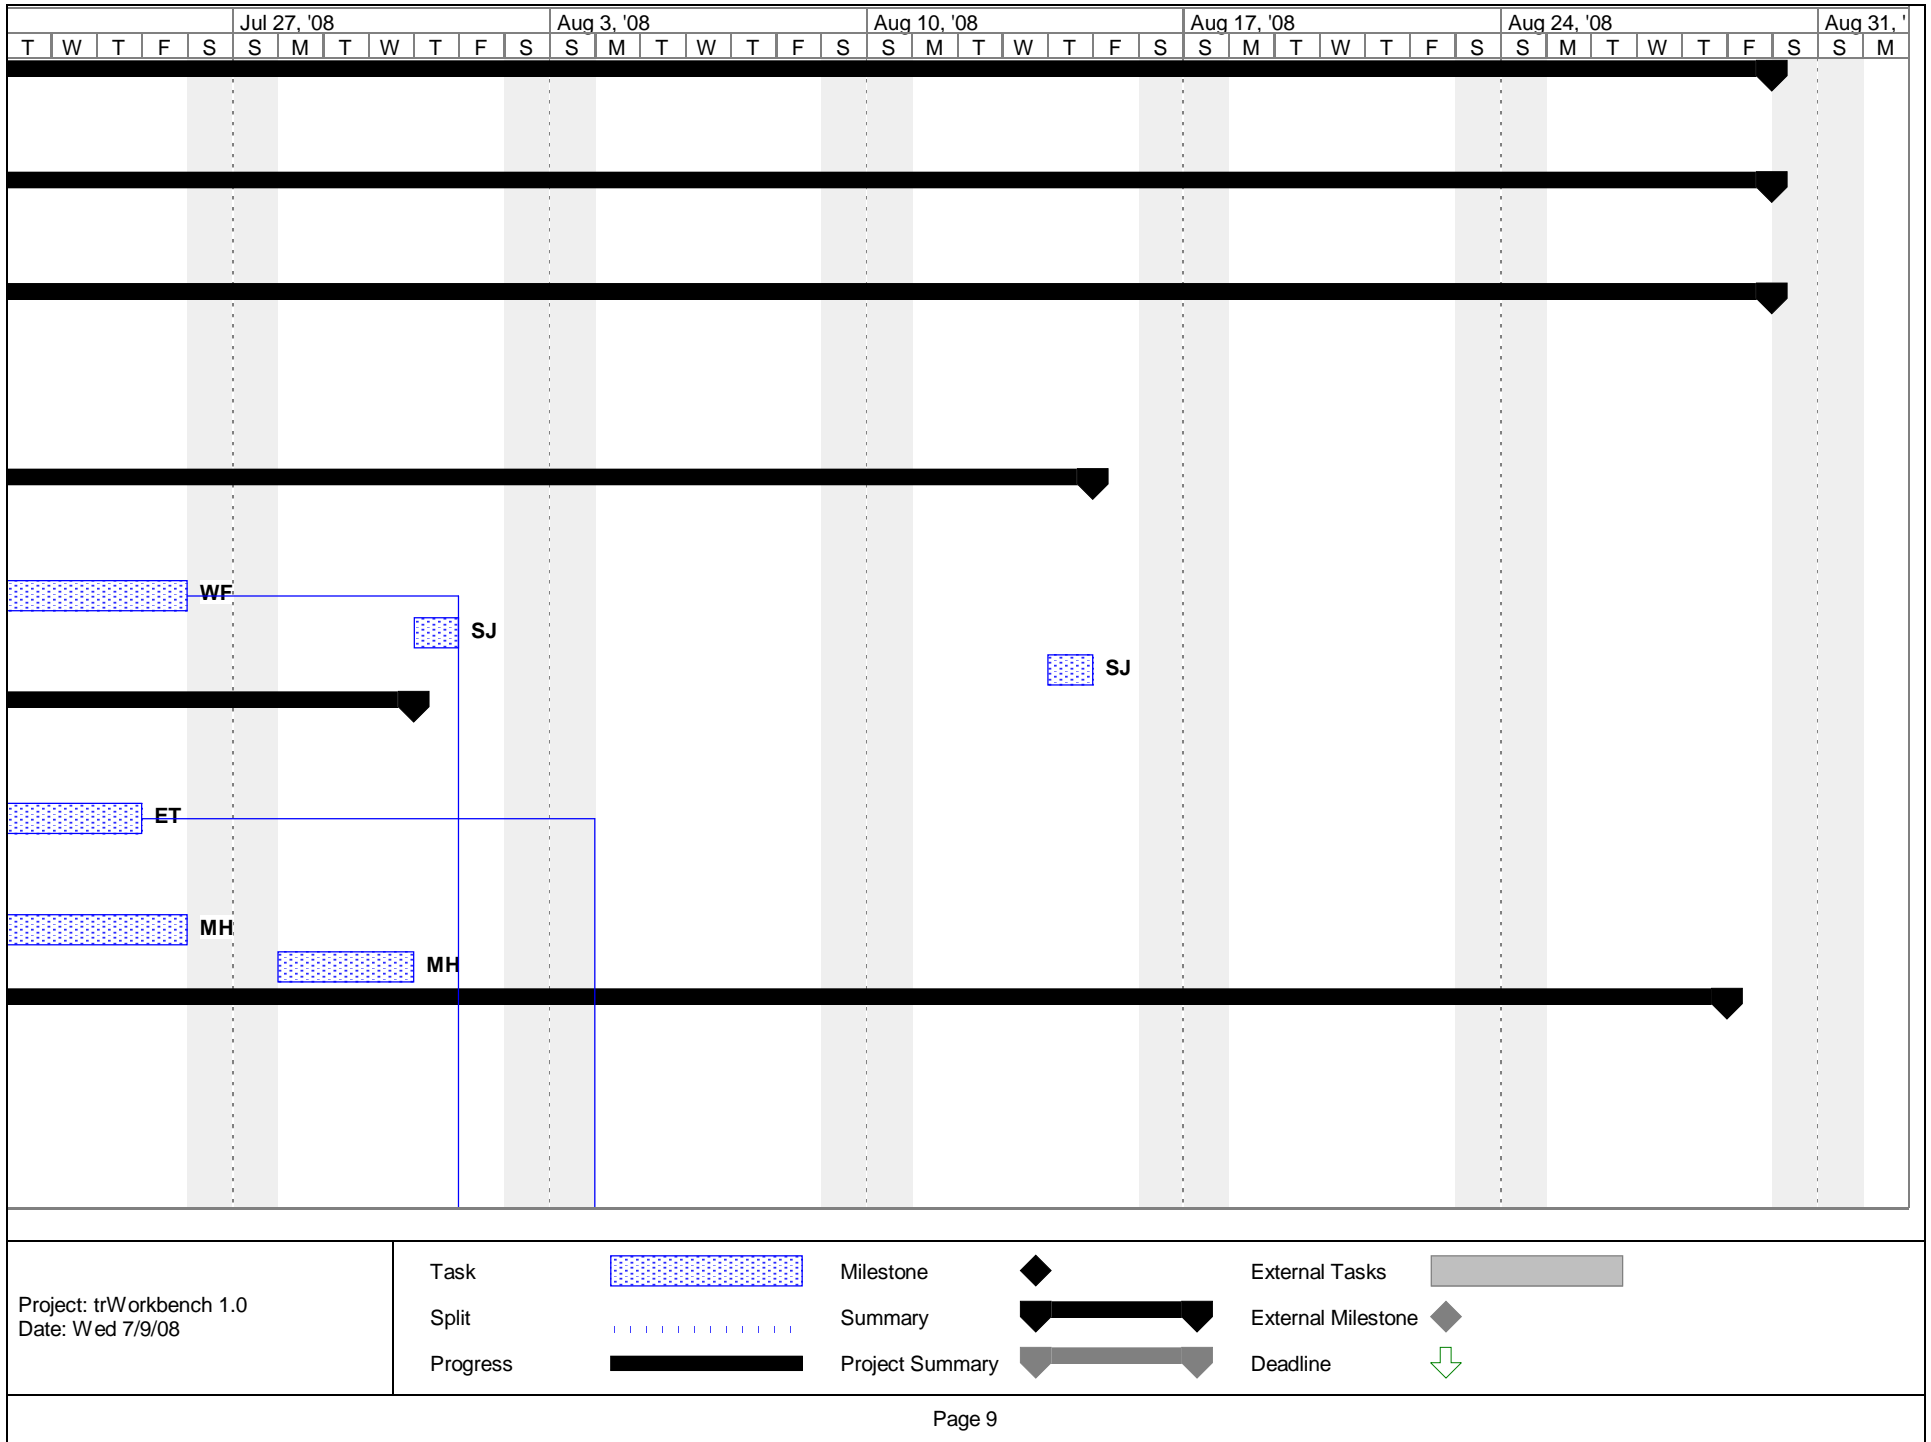 Jul 27, '08 Aug 3, '08 Aug 10, '08 Aug 17, '08 Aug 24, '08 Aug 31, '
T W T F S S M T W T F S S M T W T F S S M T W T F S S M T W T F S S M T W T F S S M
WF
SJ
SJ
ET
MH
MH
Task Milestone External Tasks
Project: trWorkbench 1.0
Date: Wed 7/9/08
Split Summary External Milestone
Progress Project Summary Deadline
Page 9